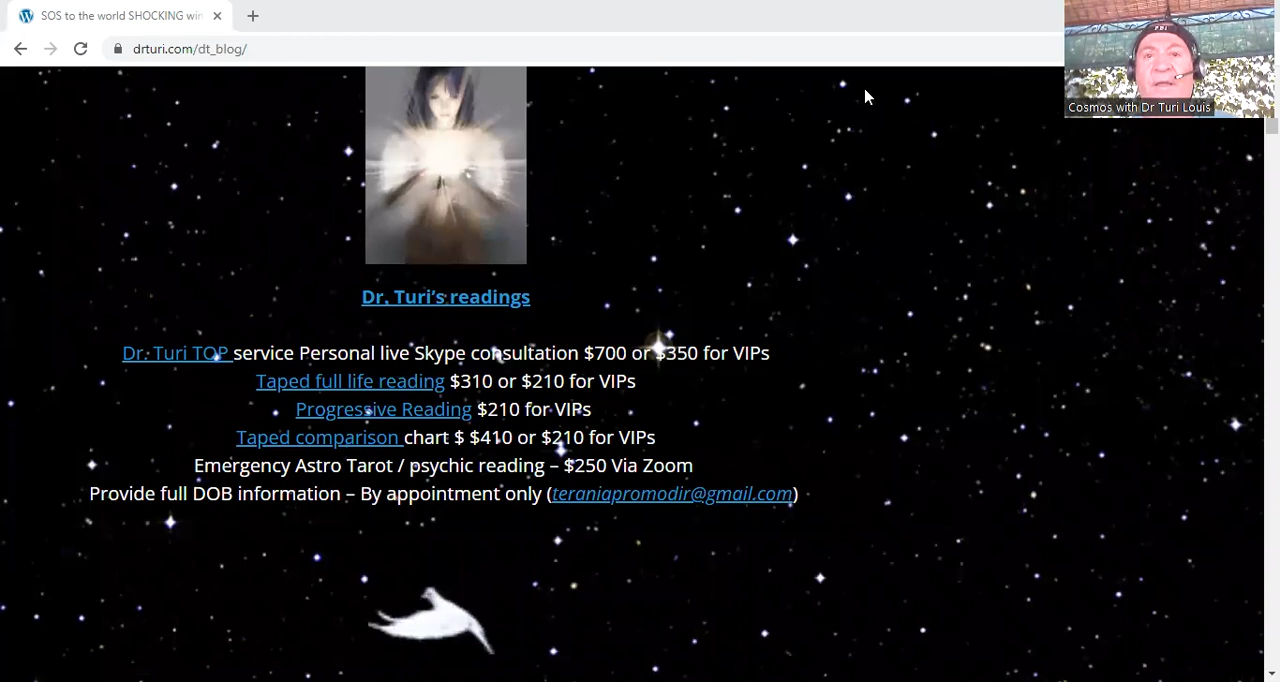 SOS to the world SHOCKING win
drturi.com/dt_blog/
FBI
Cosmos with Dr Turi Louis
Dr. Turi's readings
Dr. Turi TOP service Personal live Skype consultation $700 or $350 for VIPs
Taped full life reading $310 or $210 for VIPs
Progressive Reading $210 for VIPs
Taped comparison chart $ $410 or $210 for VIPs
Emergency Astro Tarot / psychic reading – $250 Via Zoom
Provide full DOB information – By appointment only (teraniapromodir@gmail.com)